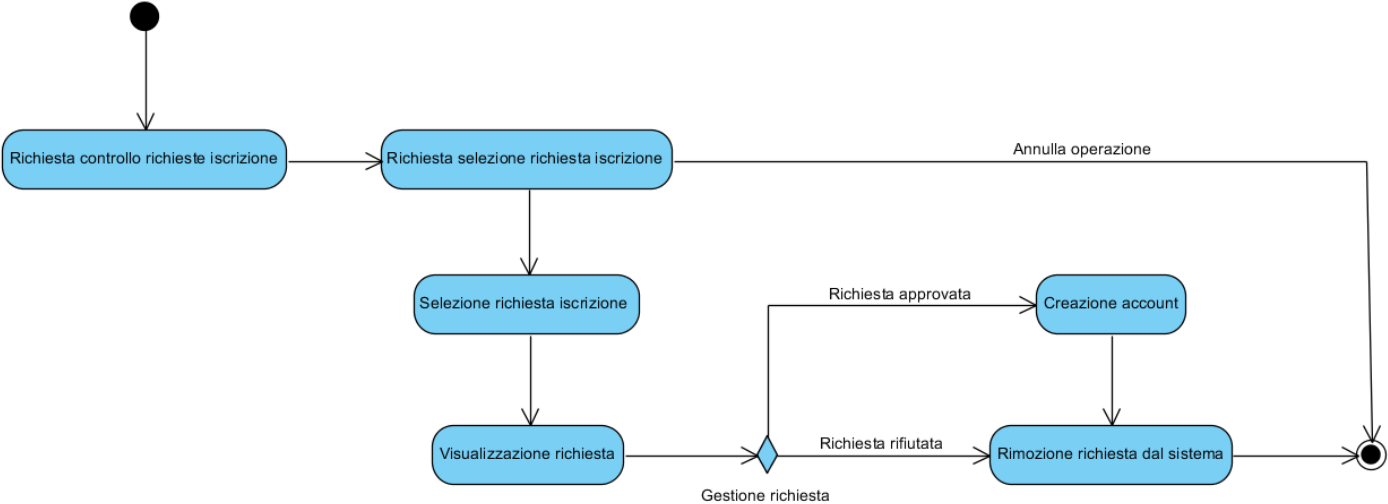 Richiesta controllo richieste iscrizione
Richiesta selezione richiesta iscrizione
Annulla operazione
Selezione richiesta iscrizione
Richiesta approvata
Creazione account
Visualizzazione richiesta
Richiesta rifiutata
Rimozione richiesta dal sistema
Gestione richiesta